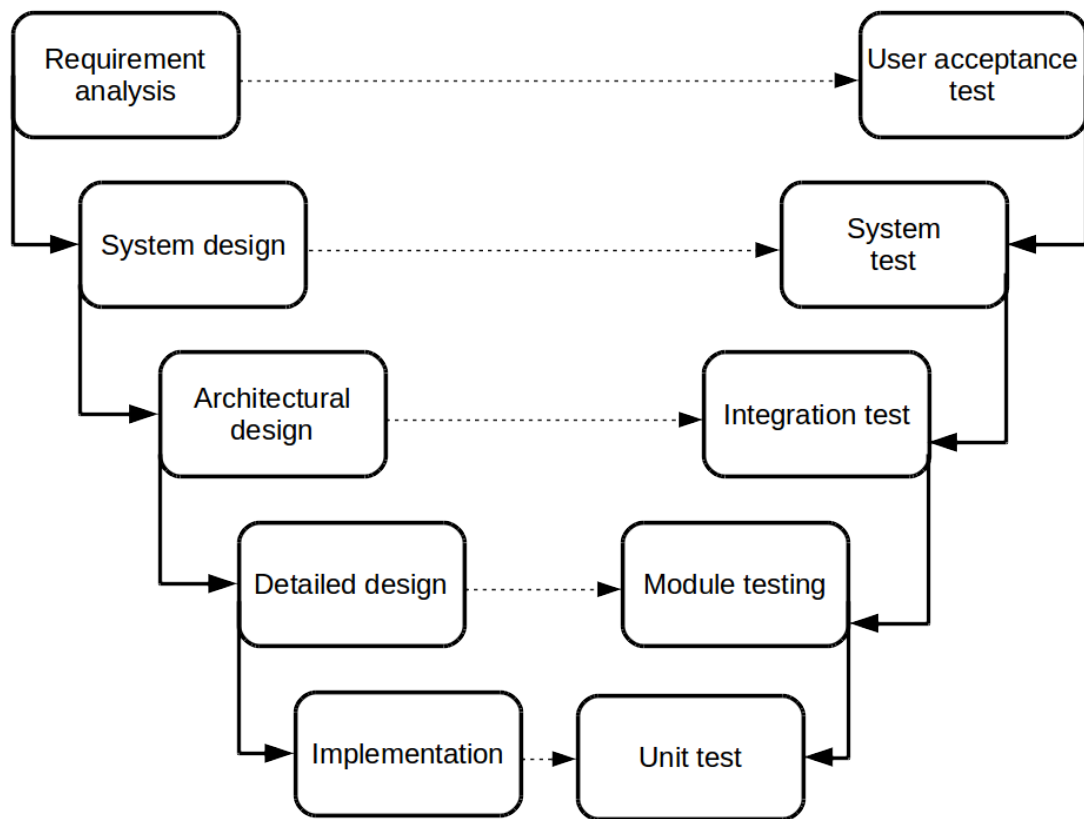 Requirement
analysis
User acceptance
test
System design
System
test
Architectural
design
Integration test
Detailed design
Module testing
Implementation
Unit test